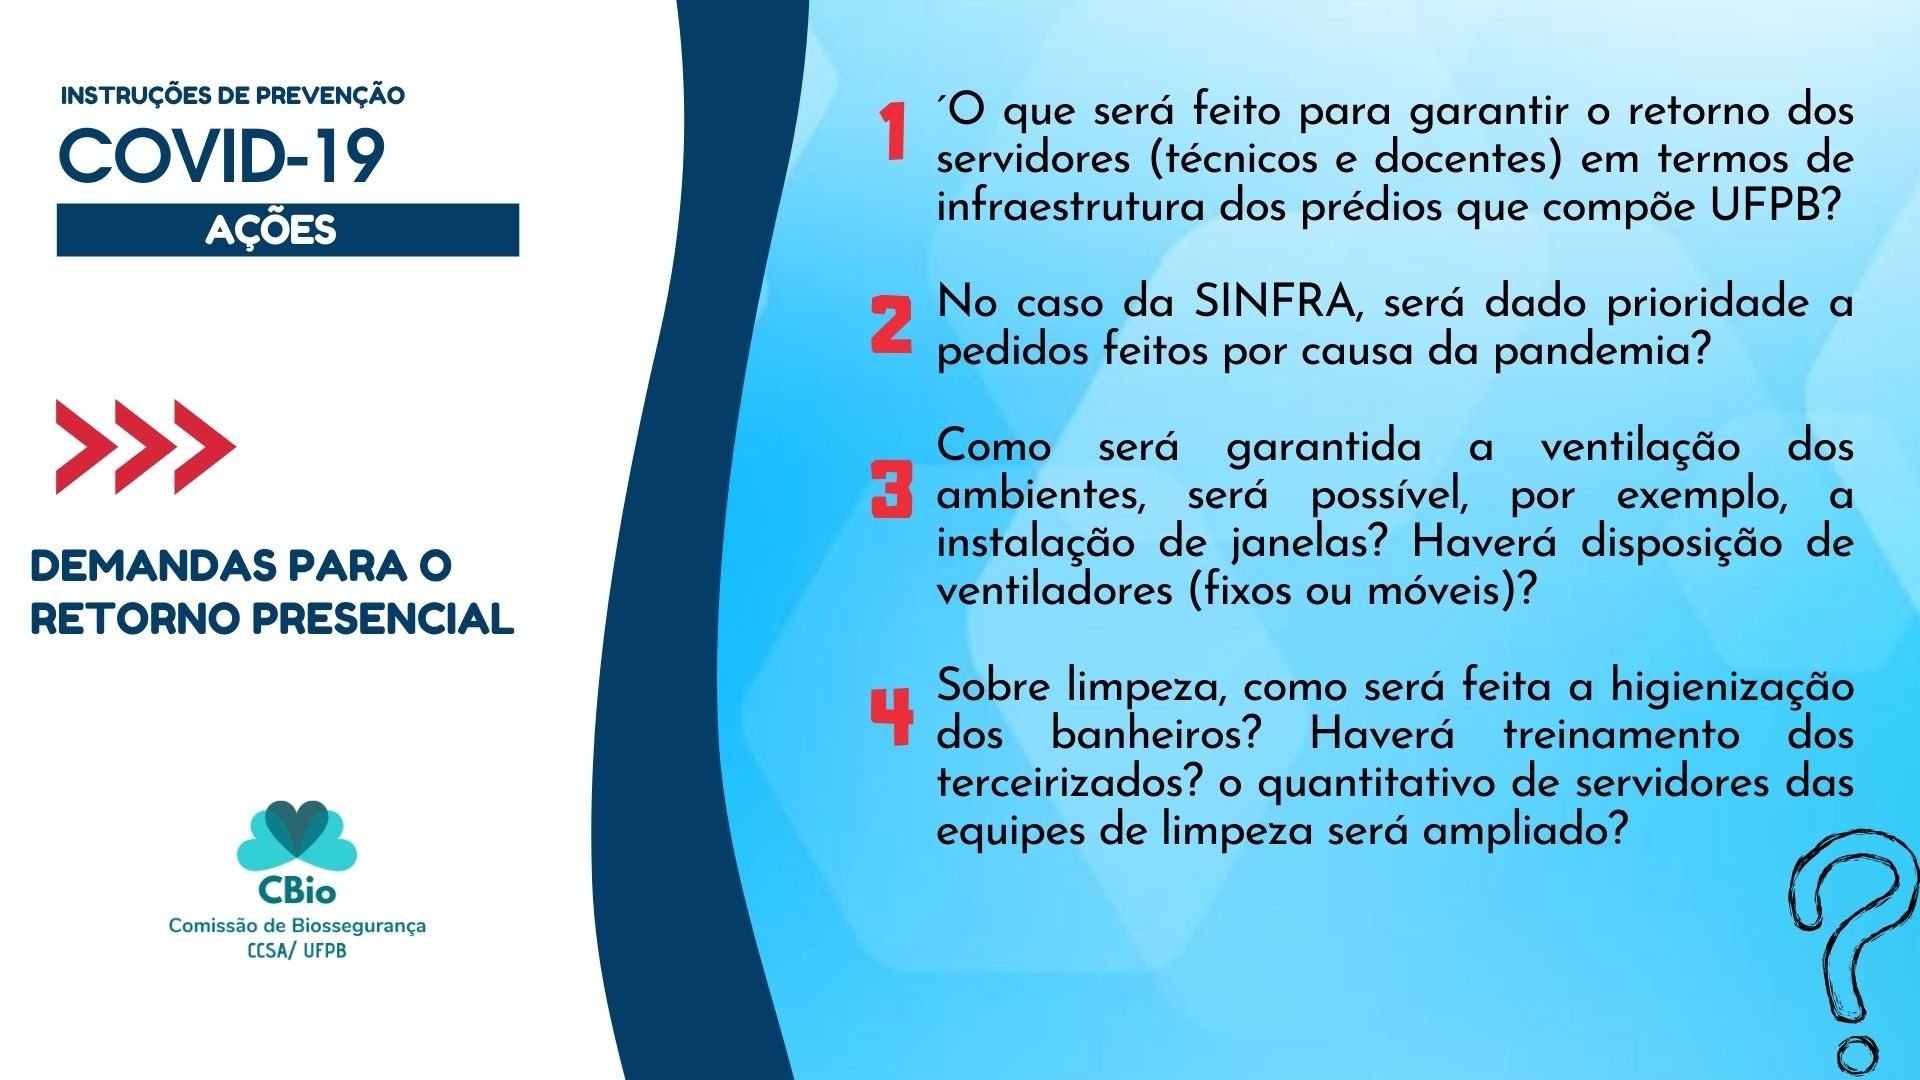 INSTRUÇÕES DE PREVENÇÃO
COVID-19
AÇÕES
DEMANDAS PARA O
RETORNO PRESENCIAL
CBio
Comissão de Biossegurança
CCSA/ UFPB
1 ´O que será feito para garantir o retorno dos
servidores (técnicos e docentes) em termos de
infraestrutura dos prédios que compõe UFPB?
2 No caso da SINFRA, será dado prioridade a
pedidos feitos por causa da pandemia?
3 Como será garantida a ventilação dos
ambientes, será possível, por exemplo, a
instalação de janelas? Haverá disposição de
ventiladores (fixos ou móveis)?
4 Sobre limpeza, como será feita a higienização
dos banheiros? Haverá treinamento dos
terceirizados? o quantitativo de servidores das
equipes de limpeza será ampliado?
?